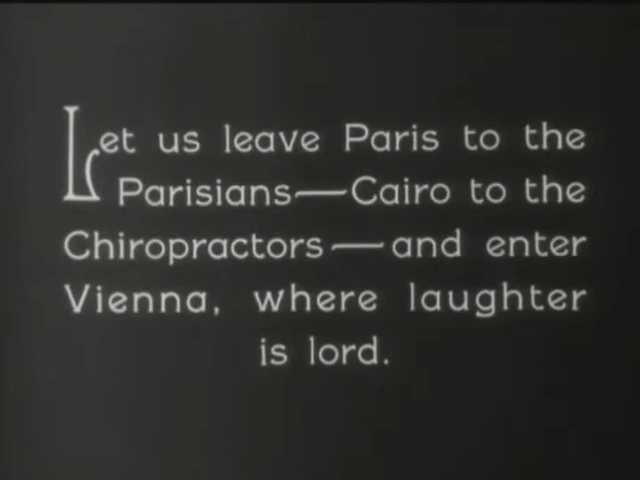 Let us leave Paris to the
Parisians—Cairo to the
Chiropractors—and enter
Vienna, where laughter
is lord.